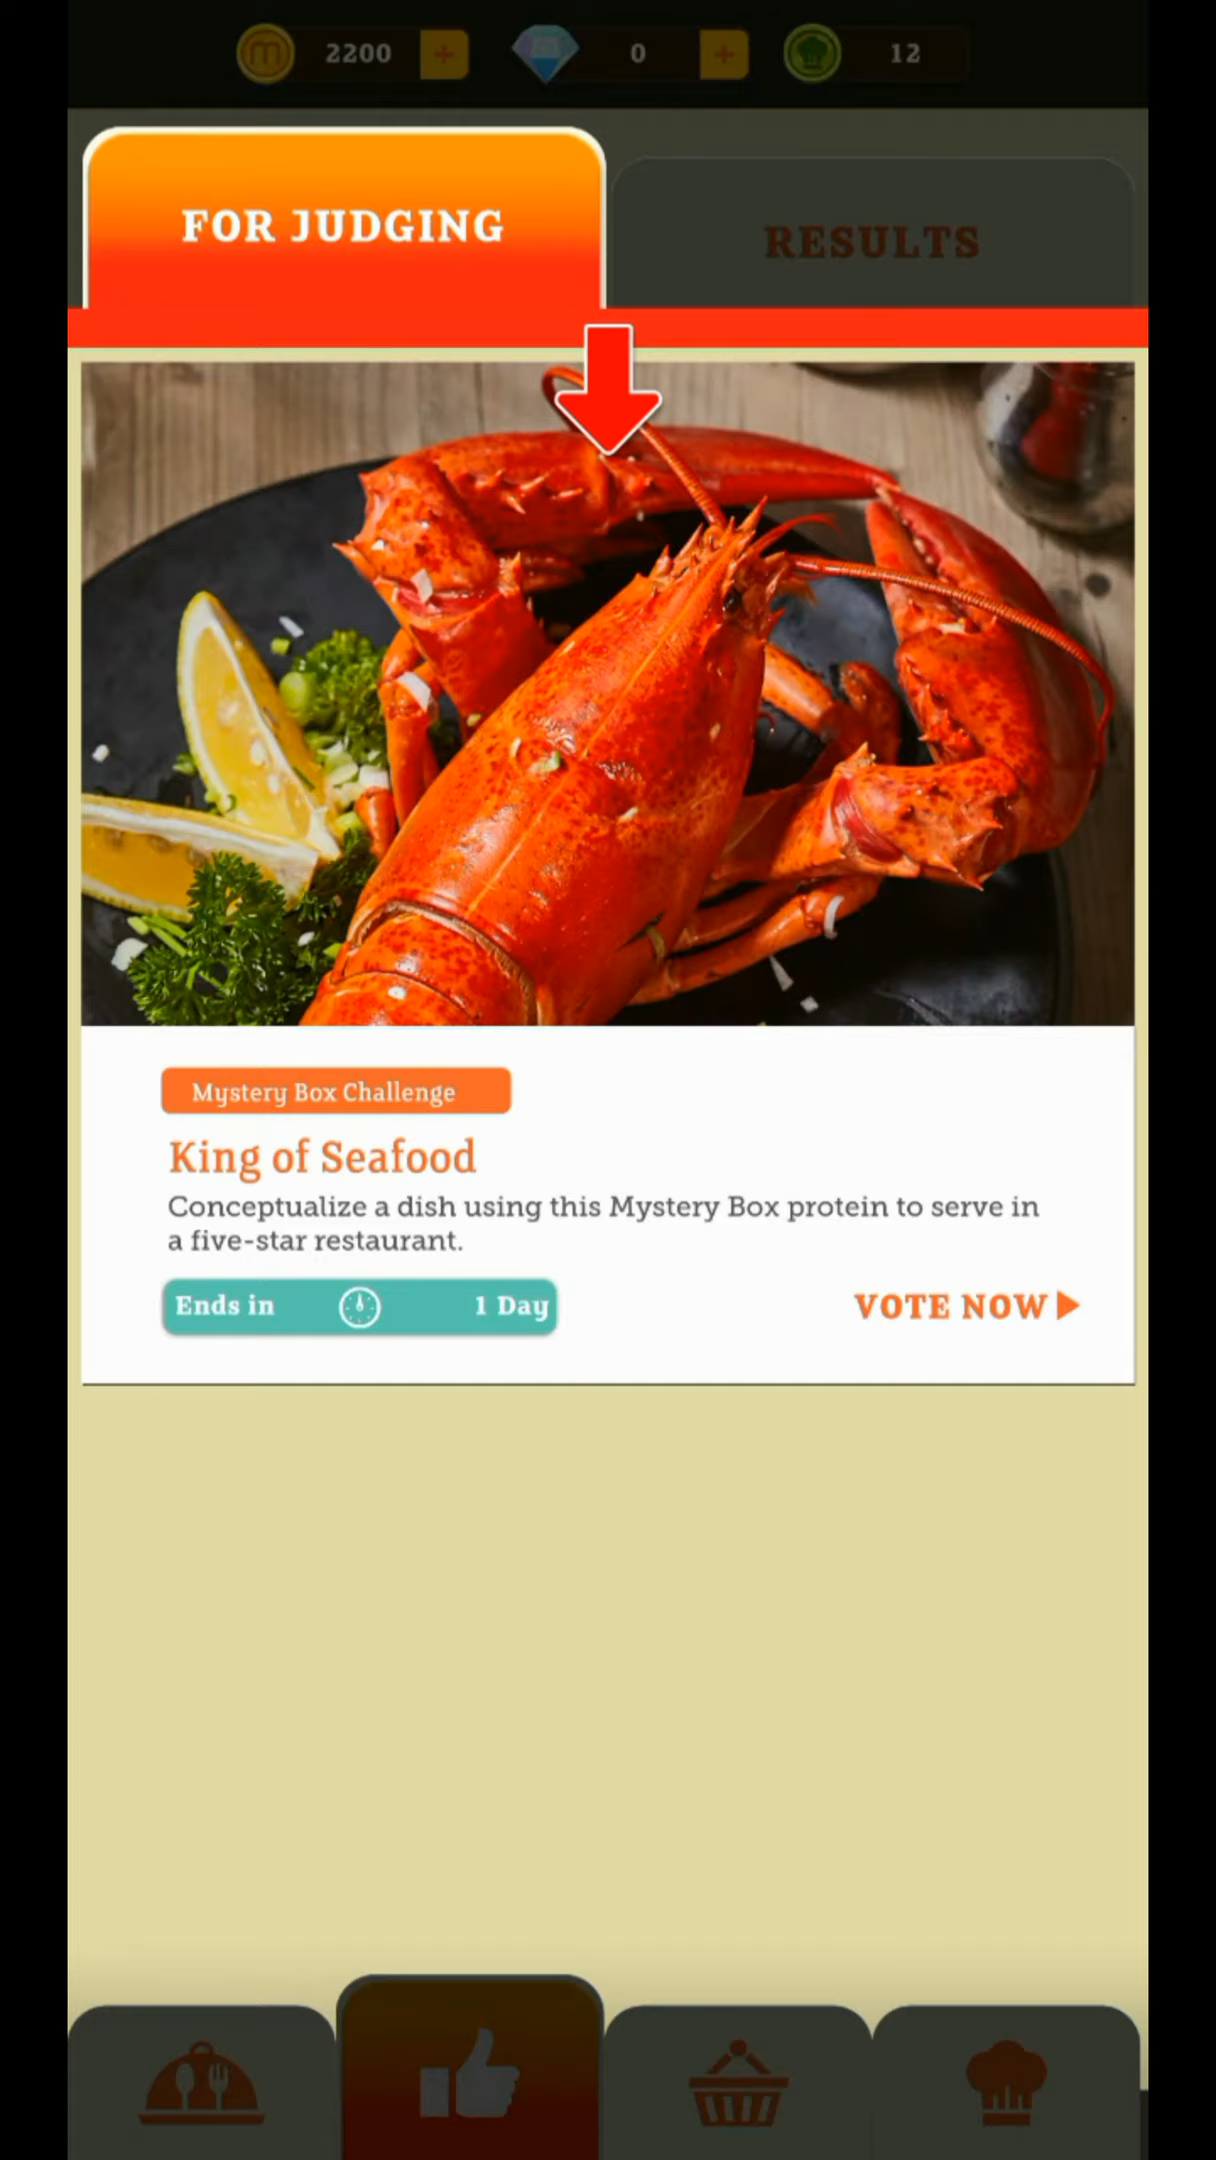 2200
0
12
FOR JUDGING
RESULTS
Mystery Box Challenge
King of Seafood
Conceptualize a dish using this Mystery Box protein to serve in
a five-star restaurant.
Ends in 1 Day
VOTE NOW